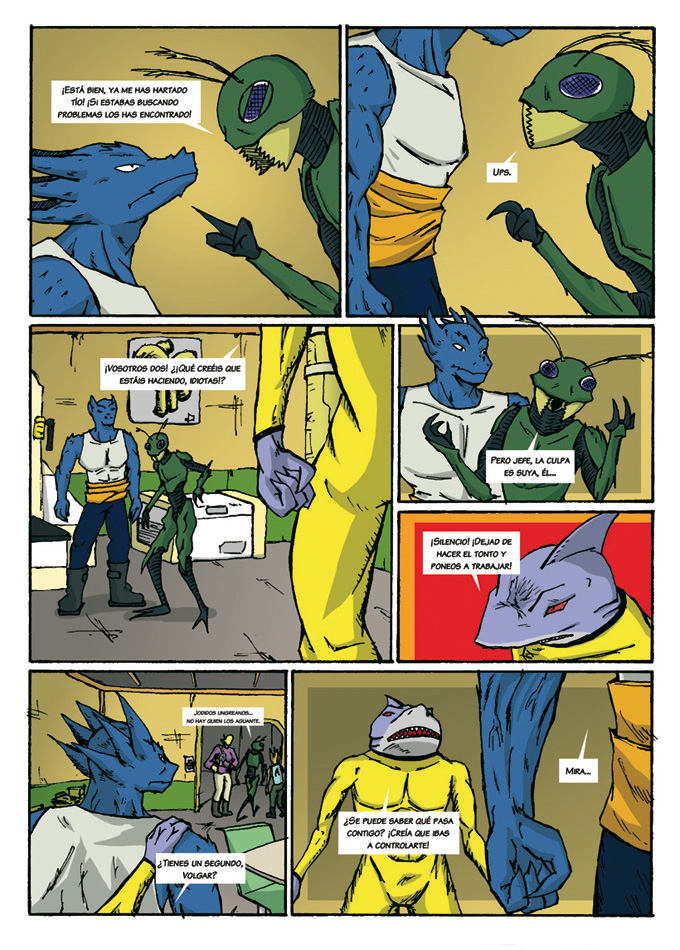 ¡Está bien, ya me has hartado
tío! ¡Si estabas buscando
problemas los has encontrado!
Ups.
¡Vosotros dos! ¿¡Qué creéis que
estáis haciendo, idiotas!?
Pero jefe, la culpa
es suya, él...
¡Silencio! ¡Dejad de
hacer el tonto y
poneos a trabajar!
Jodidos ungreanos...
no hay quien los aguante.
¿Tienes un segundo,
Volgar?
¿Se puede saber qué pasa
contigo? ¡Creía que ibas
a controlarte!
Mira...